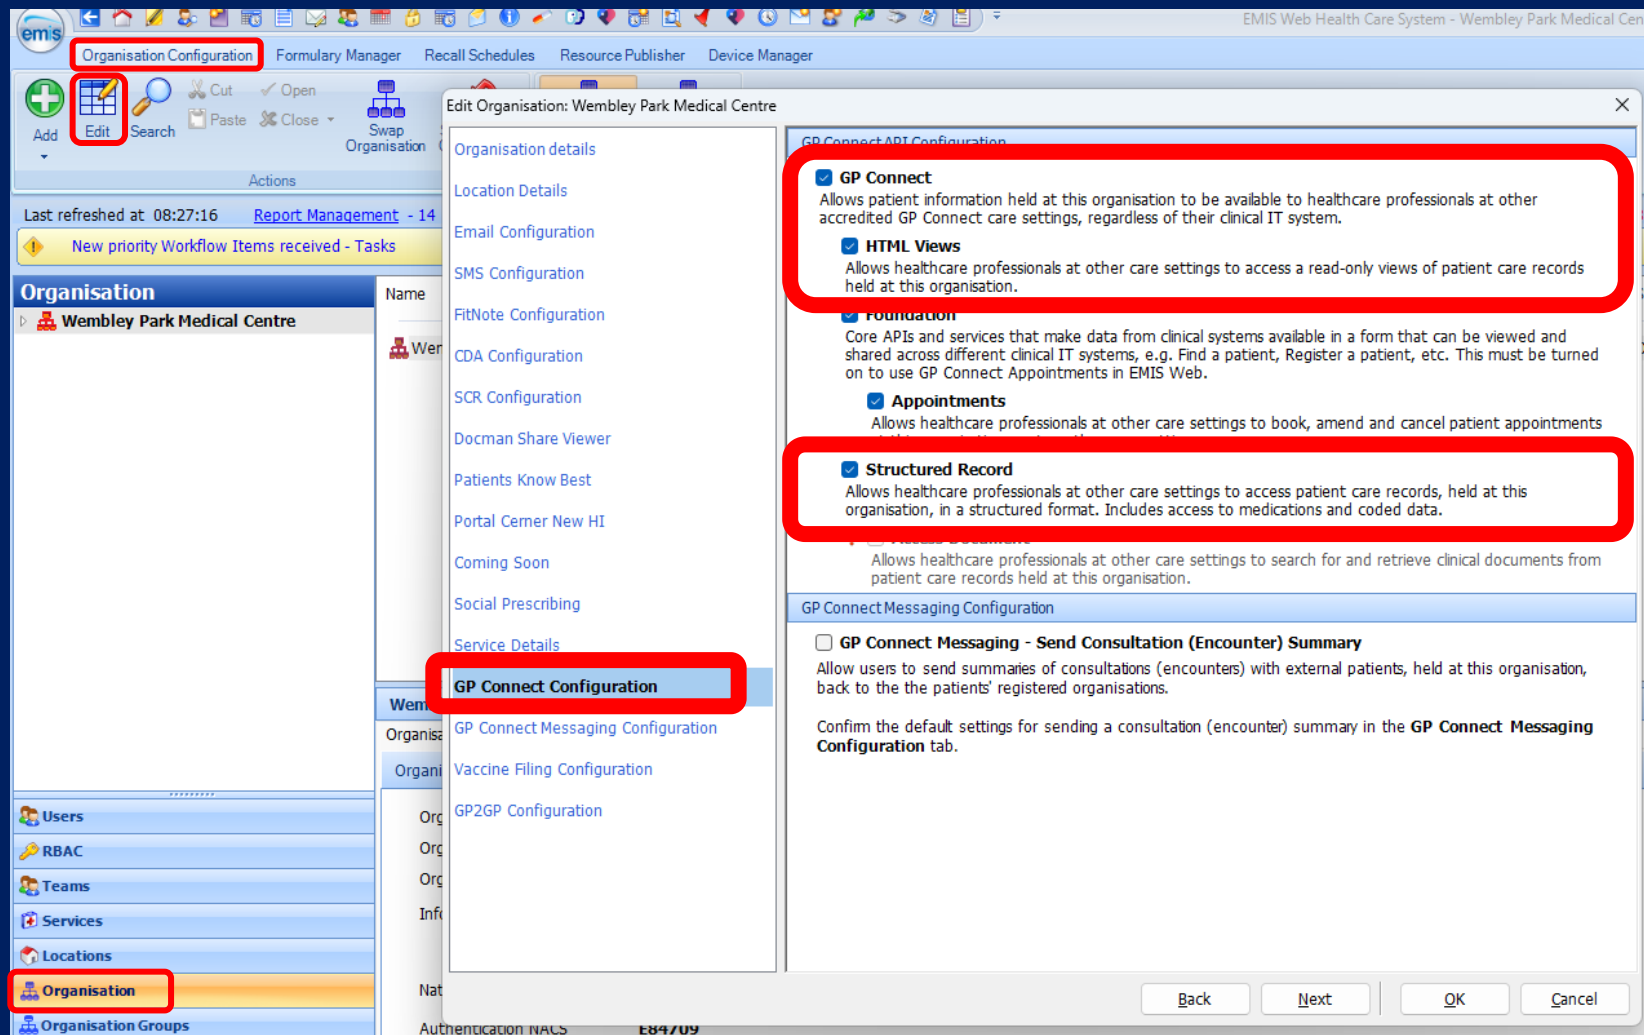 emis
EMIS Web Health Care System - Wembley Park Medical Cen
Organisation Configuration
Formulary Manager
Recall Schedules
Resource Publisher
Device Manager
Add
Edit
Search
Cut
Paste
Open
Close
Swap
Organisation
Actions
Last refreshed at 08:27:16
Report Management - 14
New priority Workflow Items received - Tasks
Organisation
Wembley Park Medical Centre
Name
Wem
Organisa
Organi
Org
Org
Org
Info
Nat
Authentication NACS
E84709
Users
RBAC
Teams
Services
Locations
Organisation
Organisation Groups
Edit Organisation: Wembley Park Medical Centre
Organisation details
Location Details
Email Configuration
SMS Configuration
FitNote Configuration
CDA Configuration
SCR Configuration
Docman Share Viewer
Patients Know Best
Portal Cerner New HI
Coming Soon
Social Prescribing
Service Details
GP Connect Configuration
GP Connect Messaging Configuration
Vaccine Filing Configuration
GP2GP Configuration
GP Connect API Configuration
GP Connect
Allows patient information held at this organisation to be available to healthcare professionals at other
accredited GP Connect care settings, regardless of their clinical IT system.
HTML Views
Allows healthcare professionals at other care settings to access a read-only views of patient care records
held at this organisation.
Foundation
Core APIs and services that make data from clinical systems available in a form that can be viewed and
shared across different clinical IT systems, e.g. Find a patient, Register a patient, etc. This must be turned
on to use GP Connect Appointments in EMIS Web.
Appointments
Allows healthcare professionals at other care settings to book, amend and cancel patient appointments
Structured Record
Allows healthcare professionals at other care settings to access patient care records, held at this
organisation, in a structured format. Includes access to medications and coded data.
Access Document
Allows healthcare professionals at other care settings to search for and retrieve clinical documents from
patient care records held at this organisation.
GP Connect Messaging Configuration
GP Connect Messaging - Send Consultation (Encounter) Summary
Allow users to send summaries of consultations (encounters) with external patients, held at this organisation,
back to the the patients' registered organisations.
Confirm the default settings for sending a consultation (encounter) summary in the GP Connect Messaging
Configuration tab.
Back
Next
OK
Cancel